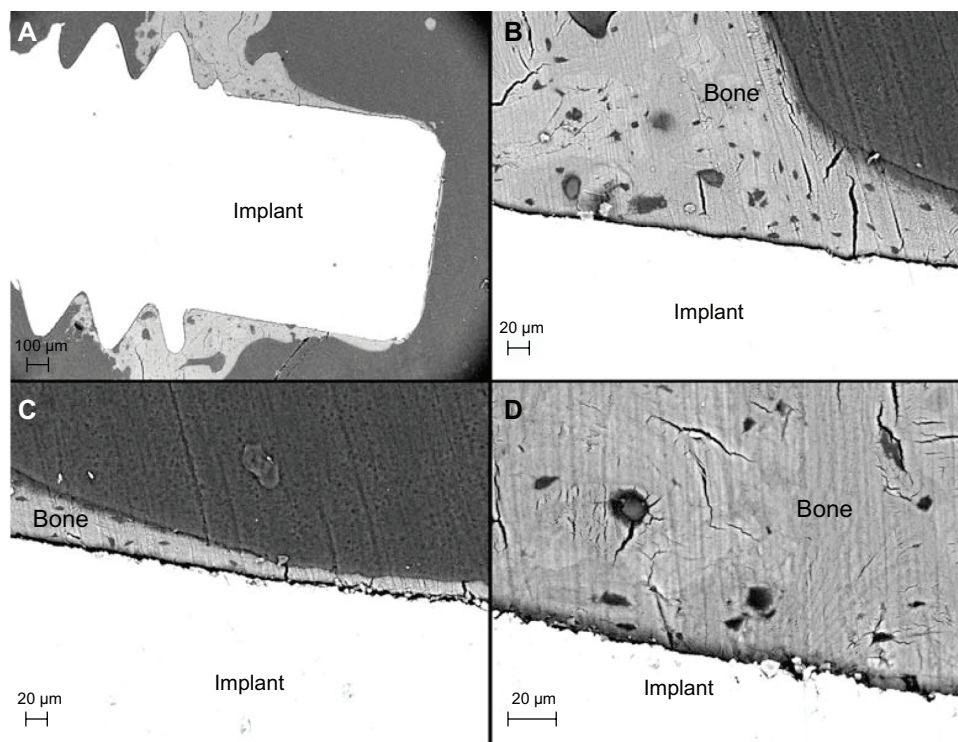 A
Implant
100 μm
B
Bone
Implant
20 μm
C
Bone
Implant
20 μm
D
Bone
Implant
20 μm